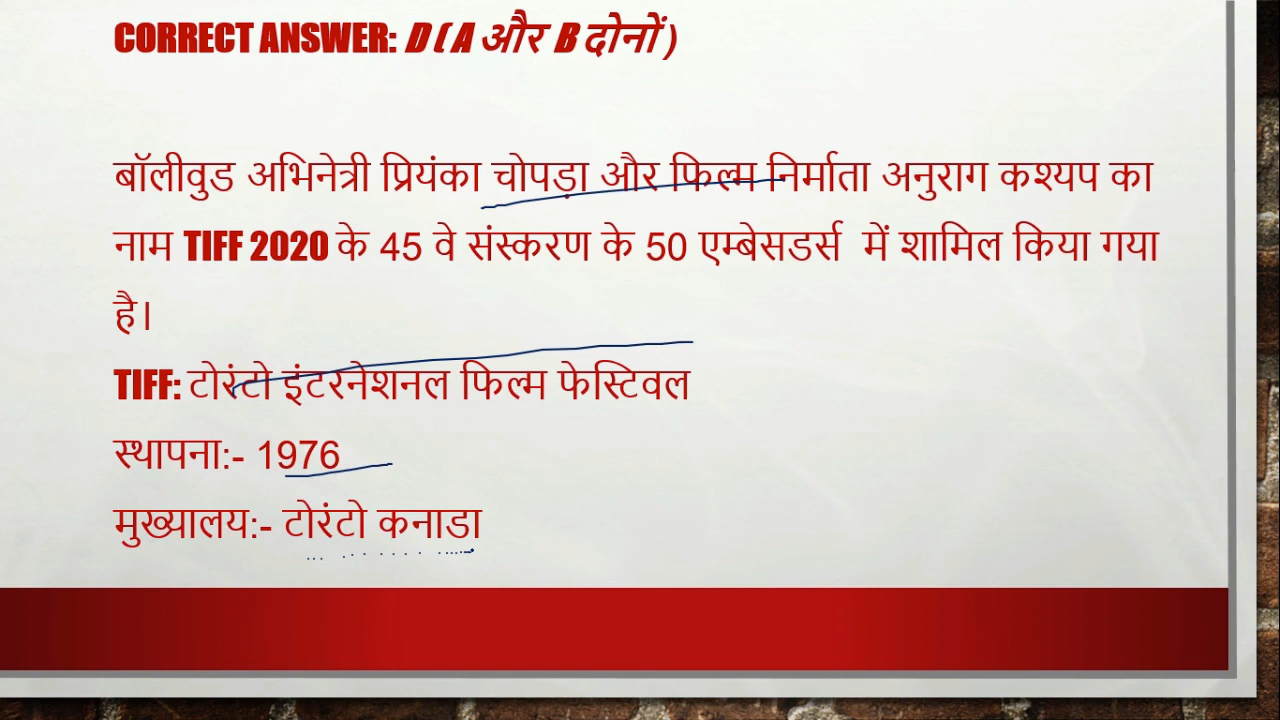 CORRECT ANSWER: D ( A और B दोनों )
बॉलीवुड अभिनेत्री प्रियंका चोपड़ा और फिल्म निर्माता अनुराग कश्यप का
नाम TIFF 2020 के 45 वे संस्करण के 50 एम्बेसडर्स में शामिल किया गया
है।
TIFF: टोरंटो इंटरनेशनल फिल्म फेस्टिवल
स्थापना:- 1976
मुख्यालय:- टोरंटो कनाडा